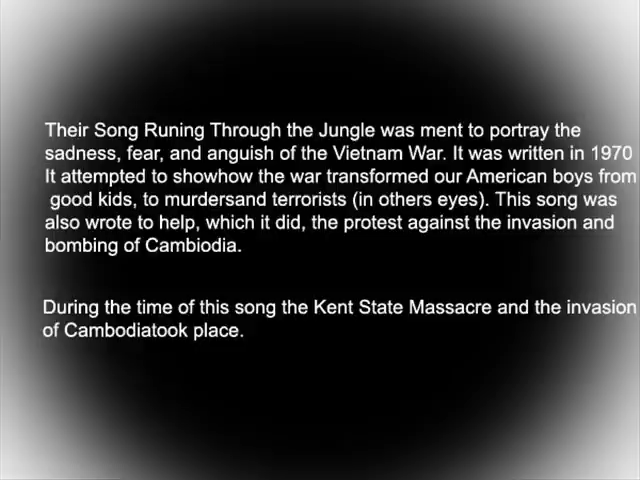 Their Song Runing Through the Jungle was ment to portray the
sadness, fear, and anguish of the Vietnam War. It was written in 1970
It attempted to showhow the war transformed our American boys from
good kids, to murdersand terrorists (in others eyes). This song was
also wrote to help, which it did, the protest against the invasion and
bombing of Cambiodia.
During the time of this song the Kent State Massacre and the invasion
of Cambodiatook place.